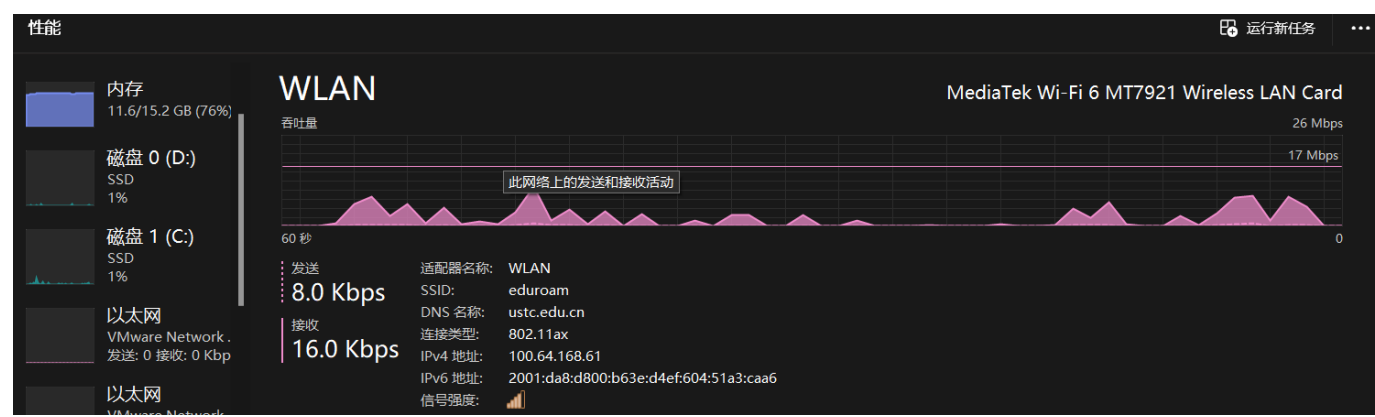 性能
运行新任务
内存
11.6/15.2 GB (76%)
磁盘 0 (D:)
SSD
1%
磁盘 1 (C:)
SSD
1%
以太网
VMware Network .
发送: 0 接收: 0 Kbp
以太网
VMware Network
WLAN
MediaTek Wi-Fi 6 MT7921 Wireless LAN Card
吞吐量
26 Mbps
17 Mbps
此网络上的发送和接收活动
60 秒
0
发送
8.0 Kbps
接收
16.0 Kbps
适配器名称: WLAN
SSID: eduroam
DNS 名称: ustc.edu.cn
连接类型: 802.11ax
IPv4 地址: 100.64.168.61
IPv6 地址: 2001:da8:d800:b63e:d4ef:604:51a3:caa6
信号强度: